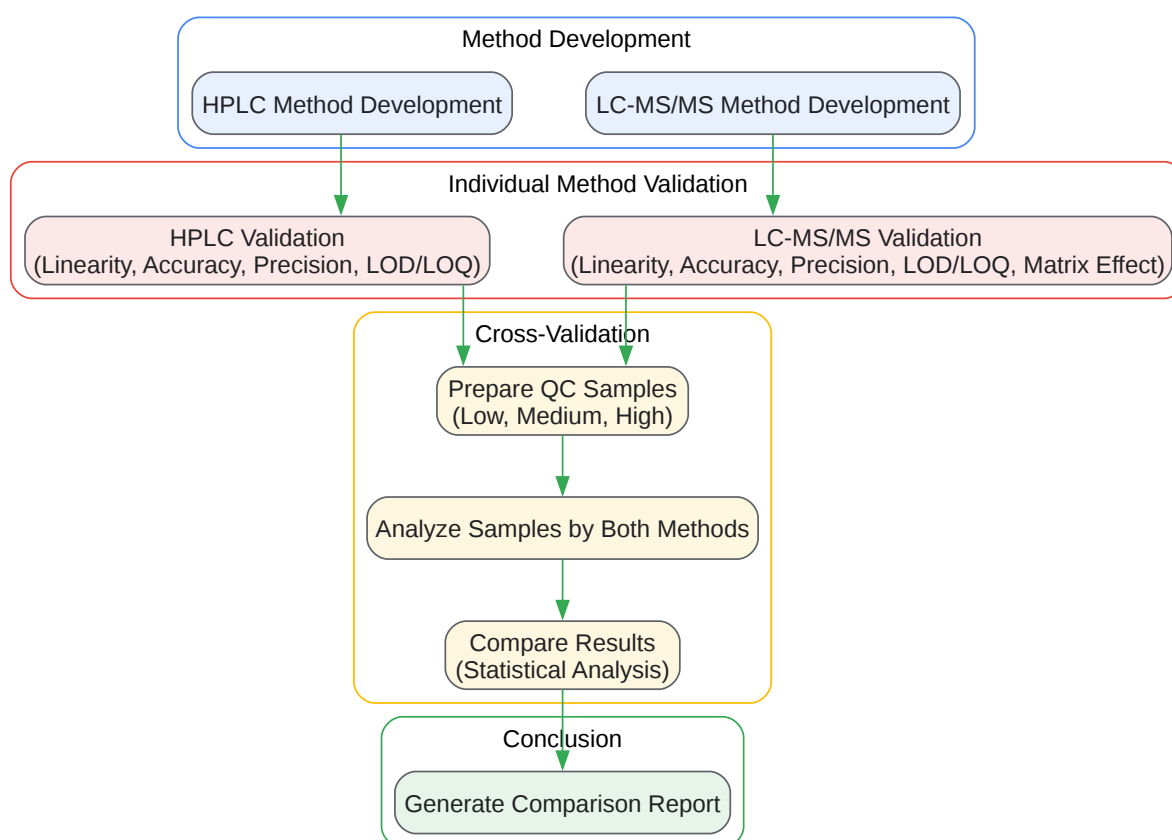 Method Development
HPLC Method Development
LC-MS/MS Method Development
Individual Method Validation
HPLC Validation
(Linearity, Accuracy, Precision, LOD/LOQ)
LC-MS/MS Validation
(Linearity, Accuracy, Precision, LOD/LOQ, Matrix Effect)
Cross-Validation
Prepare QC Samples
(Low, Medium, High)
Analyze Samples by Both Methods
Compare Results
(Statistical Analysis)
Conclusion
Generate Comparison Report